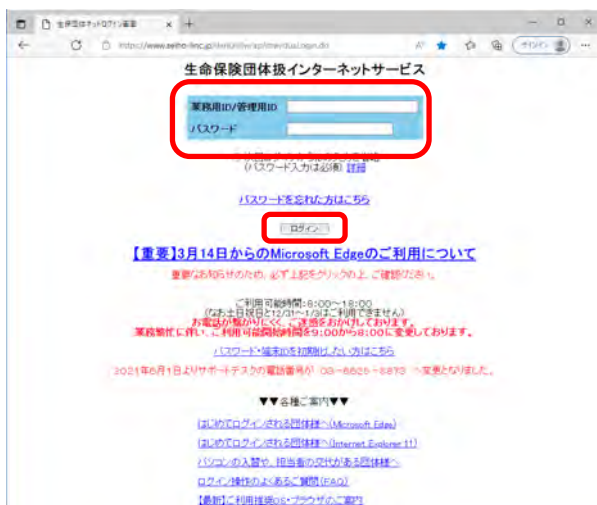 生保団体ネットログイン画面
https://www.seiho-linc.jp/
生命保険団体扱インターネットサービス
業務用ID/管理用ID
パスワード
(パスワード入力は必須) 詳細
パスワードを忘れた方はこちら
ログイン
【重要】3月14日からのMicrosoft Edgeのご利用について
重要なお知らせのため、必ず上記をクリックの上、ご確認ください。
ご利用可能時間:8:00～18:00
(なお土日祝日と12/31～1/3はご利用できません)
お電話が繋がりにくく、ご迷惑をおかけしております。
業務繁忙に伴い、ご利用可能開始時間を9:00から8:00に変更しております。
パスワード・端末IDを初期化したい方はこちら
2021年6月1日よりサポートデスクの電話番号が 03-6625-8873 へ変更となりました。
▼▼各種ご案内▼▼
はじめてログインされる団体様へ(Microsoft Edge)
はじめてログインされる団体様へ(Internet Explorer 11)
パソコンの入替や、担当者の交代がある団体様へ
ログイン操作のよくあるご質問(FAQ)
【最新】ご利用推奨OS・ブラウザのご案内